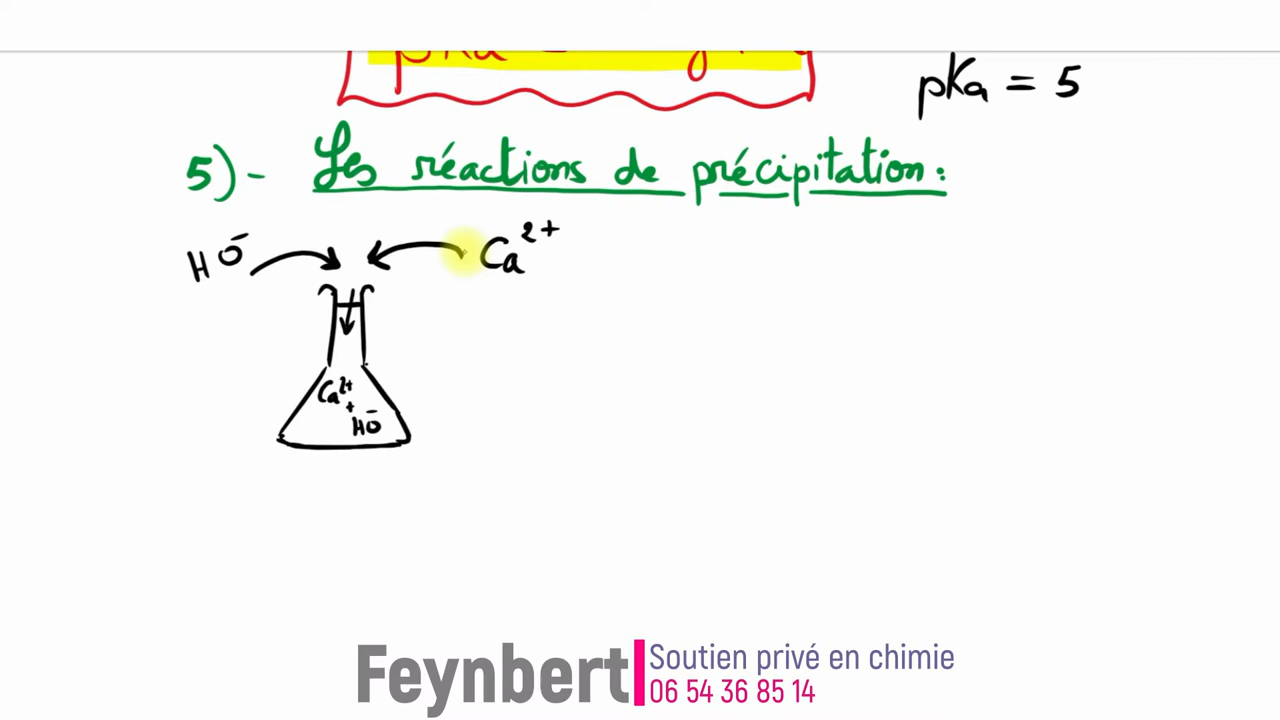 pKa =
pKa = 5
5)- Les réactions de précipitation:
HO⁻
Ca²⁺
Ca²⁺
+
HO⁻
Feynbert
Soutien privé en chimie
06 54 36 85 14